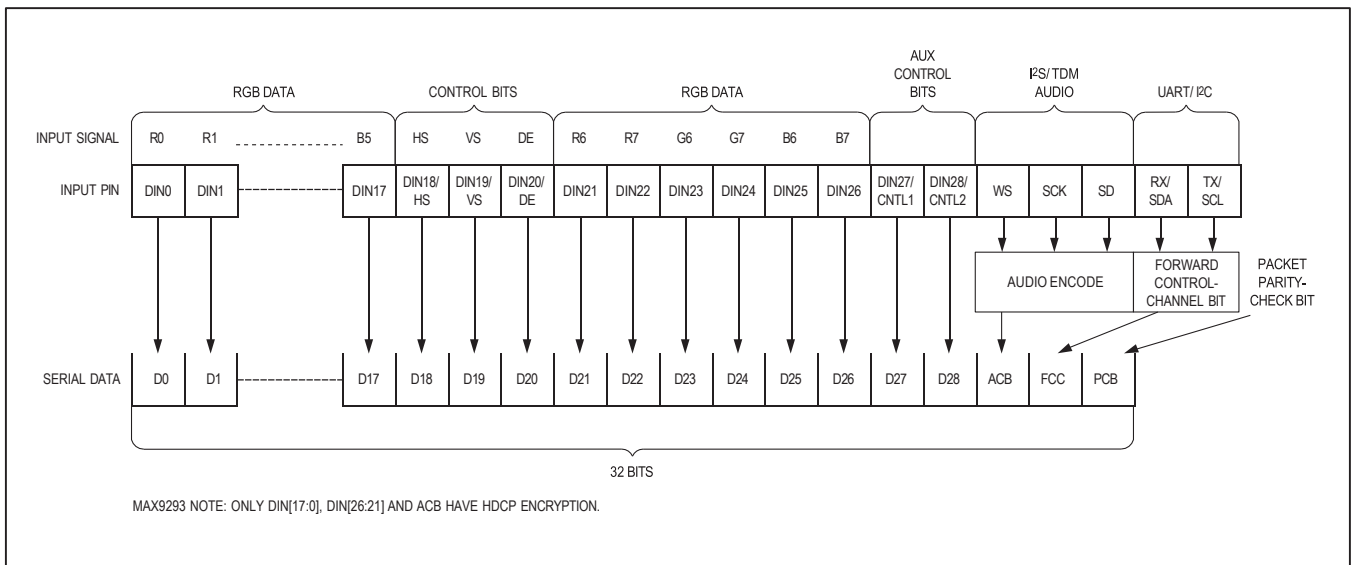 AUX
CONTROL
BITS
I²S/TDM
AUDIO
RGB DATA
CONTROL BITS
RGB DATA
UART/I²C
INPUT SIGNAL R0 R1 B5 HS VS DE R6 R7 G6 G7 B6 B7
INPUT PIN DIN0 DIN1 DIN17 DIN18/HS DIN19/VS DIN20/DE DIN21 DIN22 DIN23 DIN24 DIN25 DIN26 DIN27/CNTL1 DIN28/CNTL2 WS SCK SD RX/SDA TX/SCL
AUDIO ENCODE
FORWARD
CONTROL-
CHANNEL BIT
PACKET
PARITY-
CHECK BIT
SERIAL DATA D0 D1 D17 D18 D19 D20 D21 D22 D23 D24 D25 D26 D27 D28 ACB FCC PCB
32 BITS
MAX9293 NOTE: ONLY DIN[17:0], DIN[26:21] AND ACB HAVE HDCP ENCRYPTION.